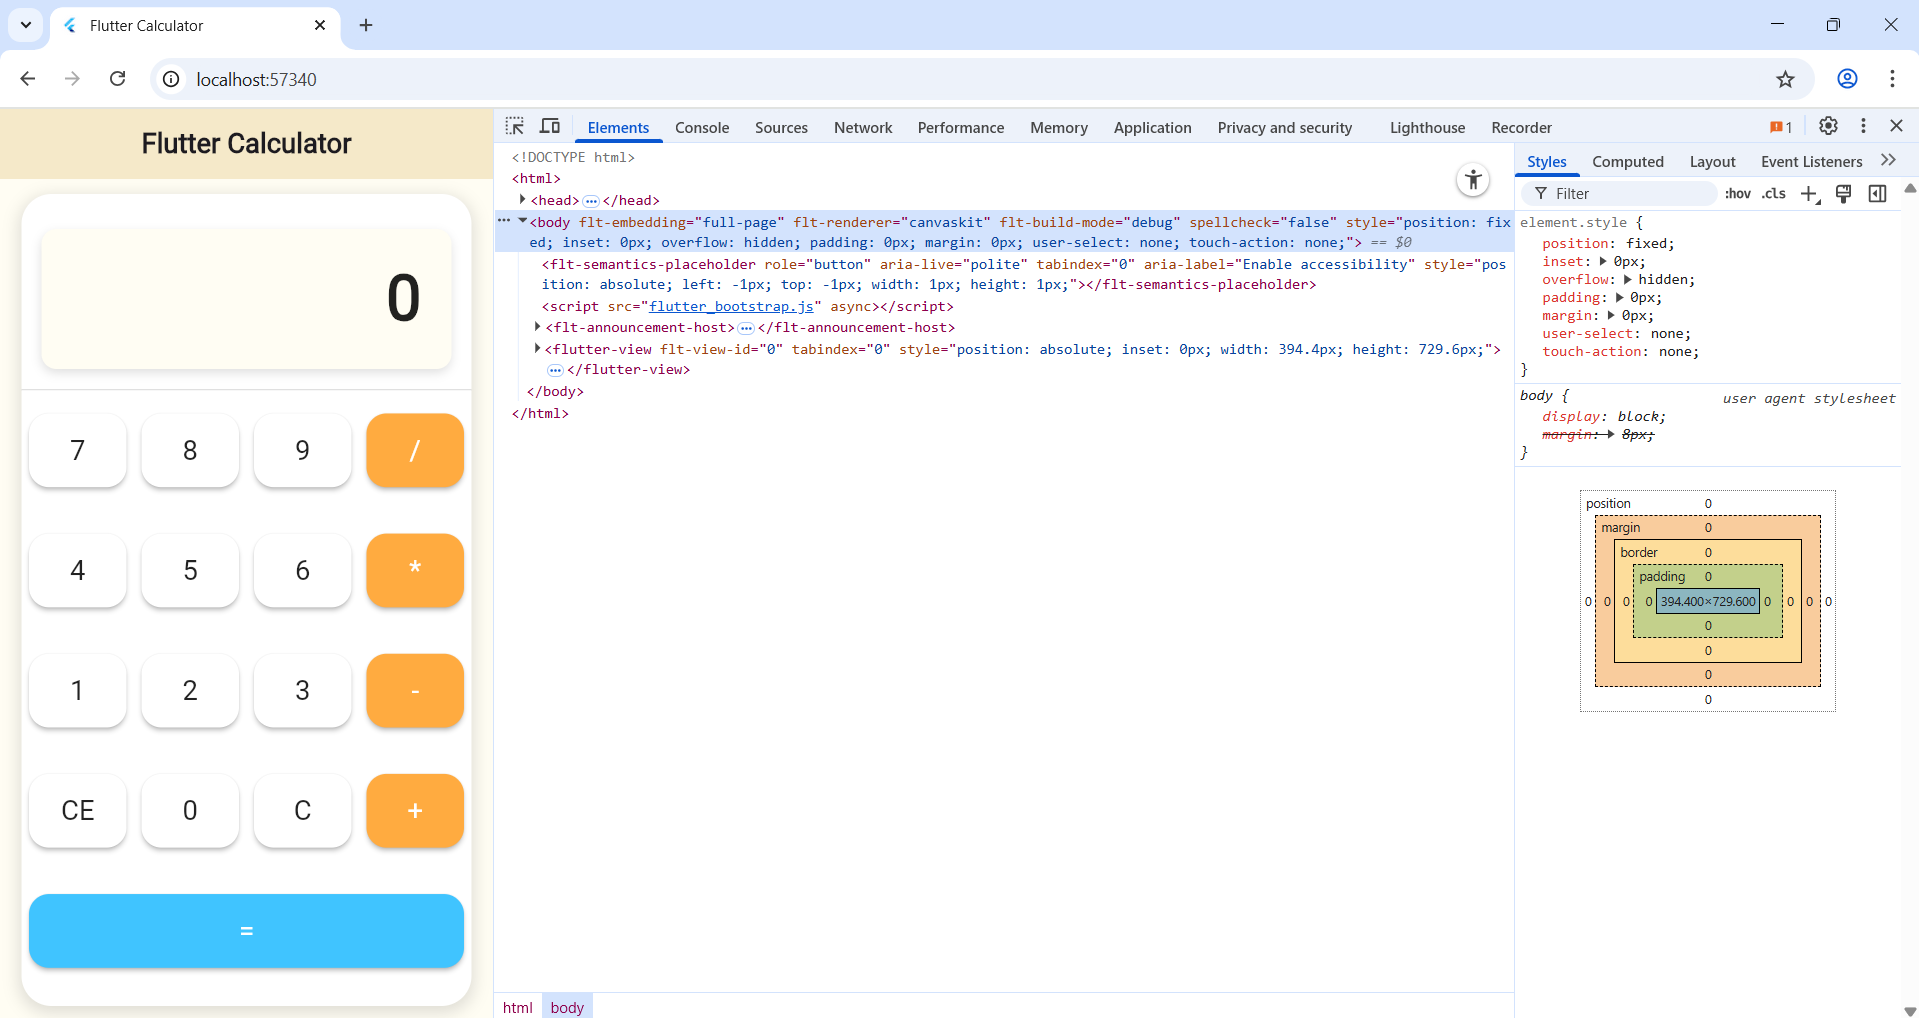 Flutter Calculator
localhost:57340
Flutter Calculator
0
7 8 9 /
4 5 6 *
1 2 3 -
CE 0 C +
=
Elements Console Sources Network Performance Memory Application Privacy and security Lighthouse Recorder 1
<!DOCTYPE html>
<html>
<head>…</head>
<body flt-embedding="full-page" flt-renderer="canvaskit" flt-build-mode="debug" spellcheck="false" style="position: fix
ed; inset: 0px; overflow: hidden; padding: 0px; margin: 0px; user-select: none; touch-action: none;"> == $0
<flt-semantics-placeholder role="button" aria-live="polite" tabindex="0" aria-label="Enable accessibility" style="pos
ition: absolute; left: -1px; top: -1px; width: 1px; height: 1px;"></flt-semantics-placeholder>
<script src="flutter_bootstrap.js" async></script>
<flt-announcement-host>…</flt-announcement-host>
<flutter-view flt-view-id="0" tabindex="0" style="position: absolute; inset: 0px; width: 394.4px; height: 729.6px;">
…</flutter-view>
</body>
</html>
html body
Styles Computed Layout Event Listeners
Filter :hov .cls
element.style {
position: fixed;
inset: 0px;
overflow: hidden;
padding: 0px;
margin: 0px;
user-select: none;
touch-action: none;
}
body { user agent stylesheet
display: block;
margin: 8px;
}
position 0
margin 0
border 0
padding 0
0 0 0 0 394.400×729.600 0 0 0 0
0
0
0
0